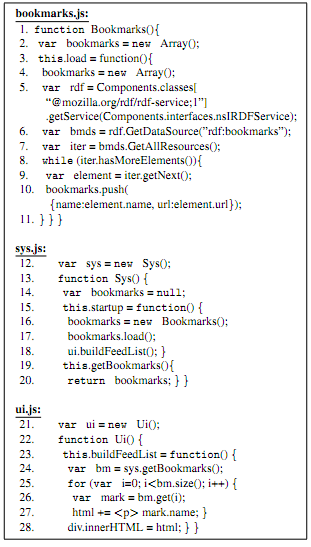 bookmarks.js:
1. function Bookmarks(){
2. var bookmarks = new Array();
3. this.load = function(){
4. bookmarks = new Array();
5. var rdf = Components.classes[
"@mozilla.org/rdf/rdf-service;1"]
.getService(Components.interfaces.nsIRDFService);
6. var bmds = rdf.GetDataSource("rdf:bookmarks");
7. var iter = bmds.GetAllResources();
8. while (iter.hasMoreElements()){
9. var element = iter.getNext();
10. bookmarks.push(
{name:element.name, url:element.url});
11. } } }
sys.js:
12. var sys = new Sys();
13. function Sys() {
14. var bookmarks = null;
15. this.startup = function() {
16. bookmarks = new Bookmarks();
17. bookmarks.load();
18. ui.buildFeedList(); }
19. this.getBookmarks(){
20. return bookmarks; } }
ui.js:
21. var ui = new Ui();
22. function Ui() {
23. this.buildFeedList = function() {
24. var bm = sys.getBookmarks();
25. for (var i=0; i<bm.size(); i++) {
26. var mark = bm.get(i);
27. html += <p> mark.name; }
28. div.innerHTML = html; } }